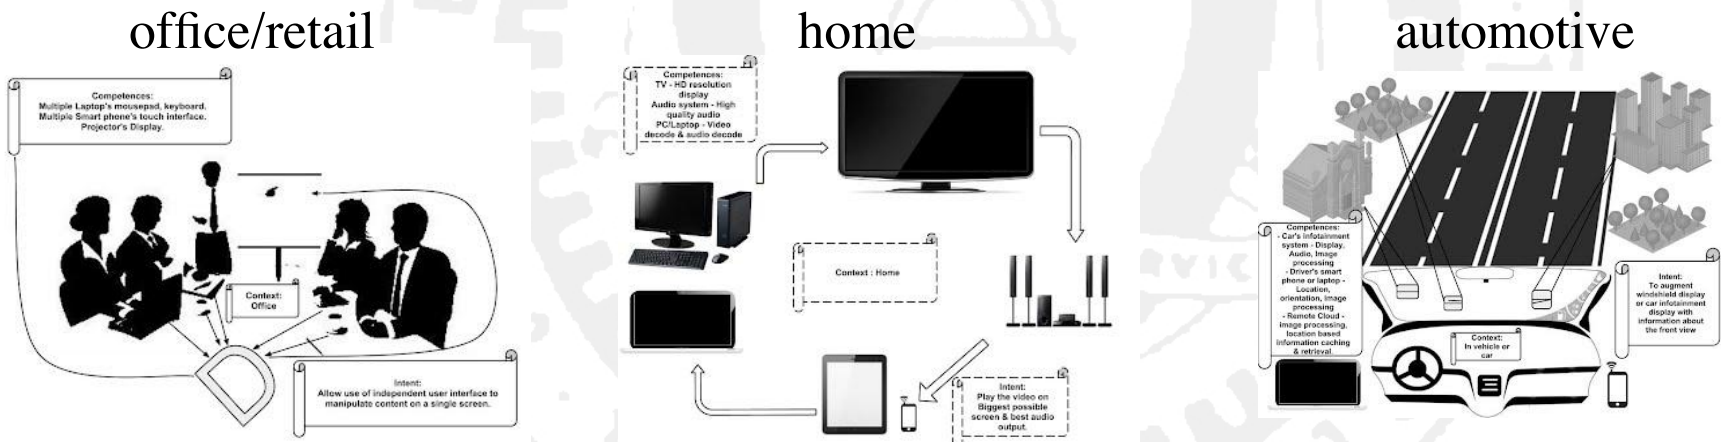 office/retail
Competences:
Multiple Laptop's mousepad, keyboard.
Multiple Smart phone's touch interface.
Projector's Display.
Context:
Office
Intent:
Allow use of independent user interface to
manipulate content on a single screen.
home
Competences:
TV - HD resolution
display
Audio system - High
quality audio
PC/Laptop - Video
decode & audio decode
Context : Home
Intent:
Play the video on
Biggest possible
screen & best audio
output.
automotive
Competences:
- Car's infotainment
system - Display,
Audio, Image
processing
- Driver's smart
phone or laptop -
Location,
orientation, image
processing
- Remote Cloud -
image processing,
location based
information caching
& retrieval.
Context:
In vehicle or
car
Intent:
To augment
windshield display
or car infotainment
display with
information about
the front view